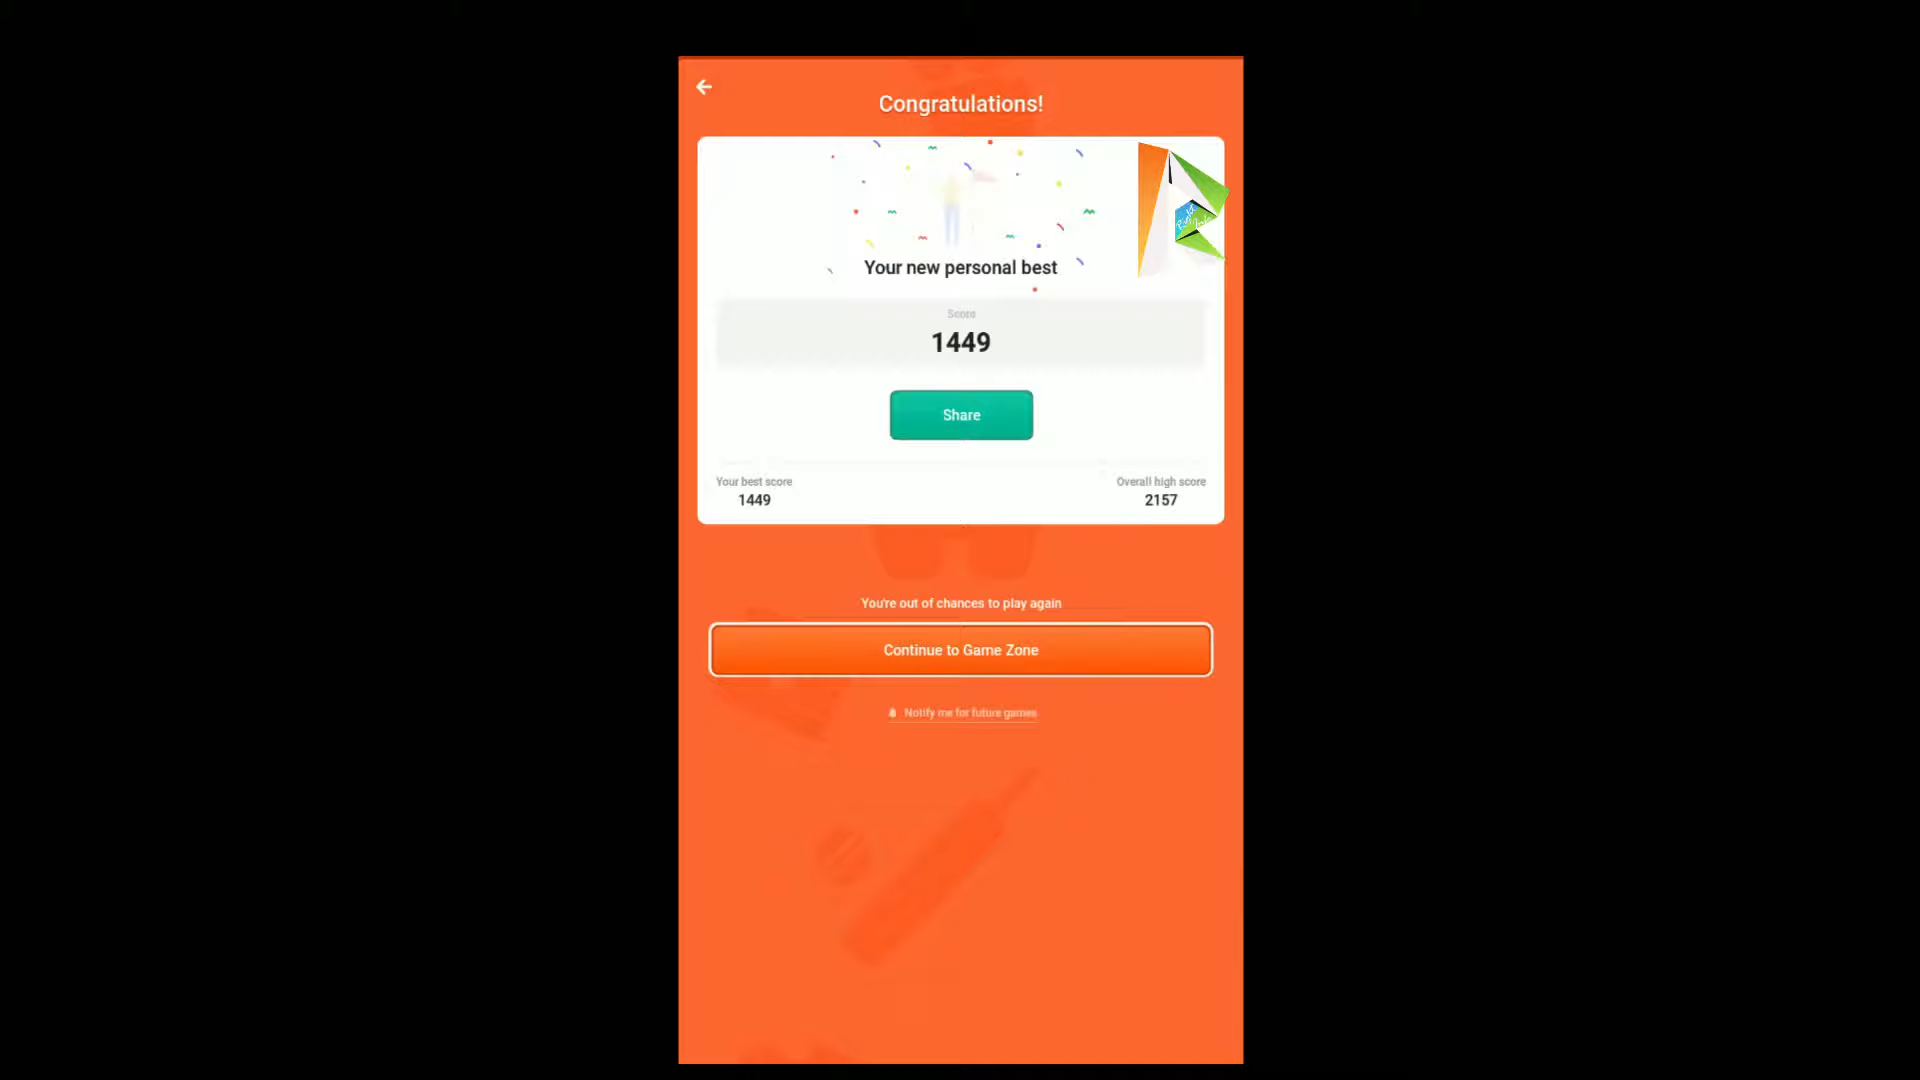 Congratulations!
Your new personal best
Score
1449
Share
Your best score
1449
Overall high score
2157
You're out of chances to play again
Continue to Game Zone
Notify me for future games